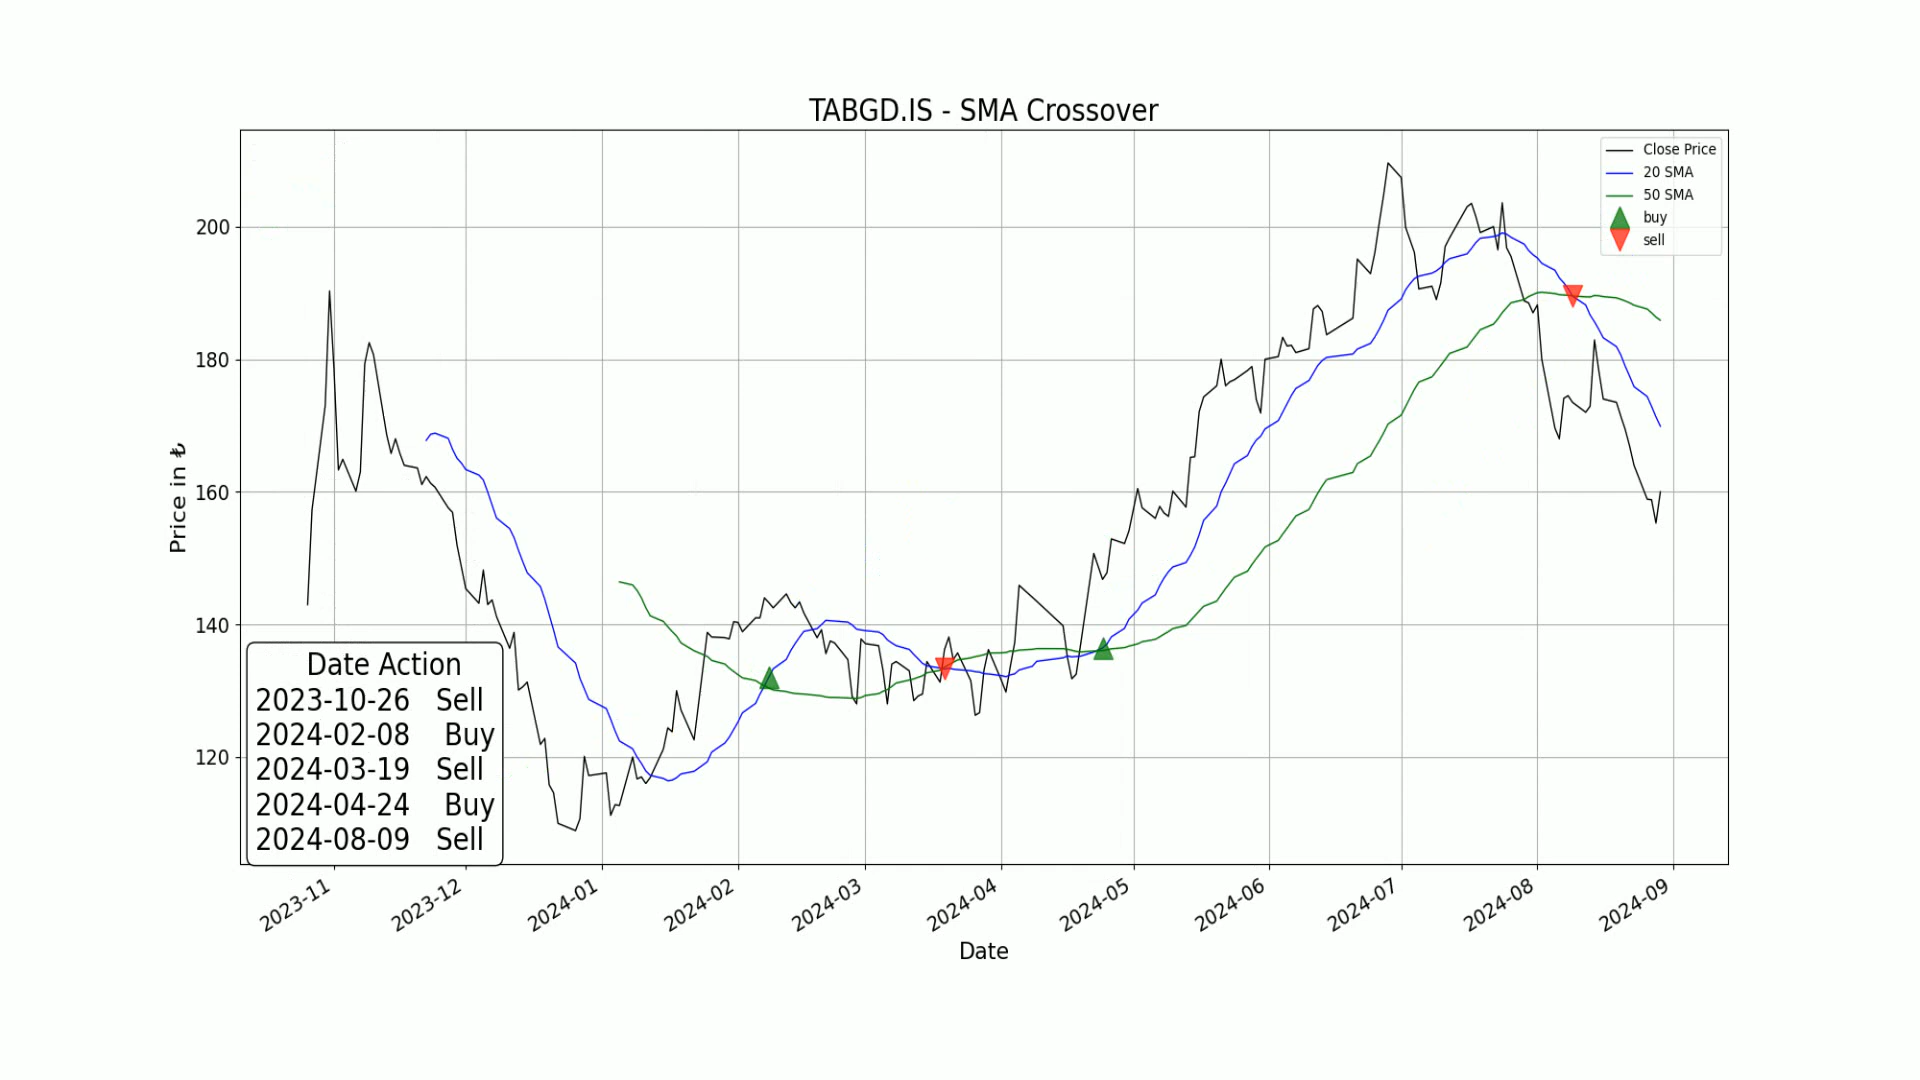 TABGD.IS - SMA Crossover
Close Price
20 SMA
50 SMA
buy
sell
Price in ₺
200
180
160
140
120
Date Action
2023-10-26 Sell
2024-02-08 Buy
2024-03-19 Sell
2024-04-24 Buy
2024-08-09 Sell
2023-11
2023-12
2024-01
2024-02
2024-03
2024-04
2024-05
2024-06
2024-07
2024-08
2024-09
Date